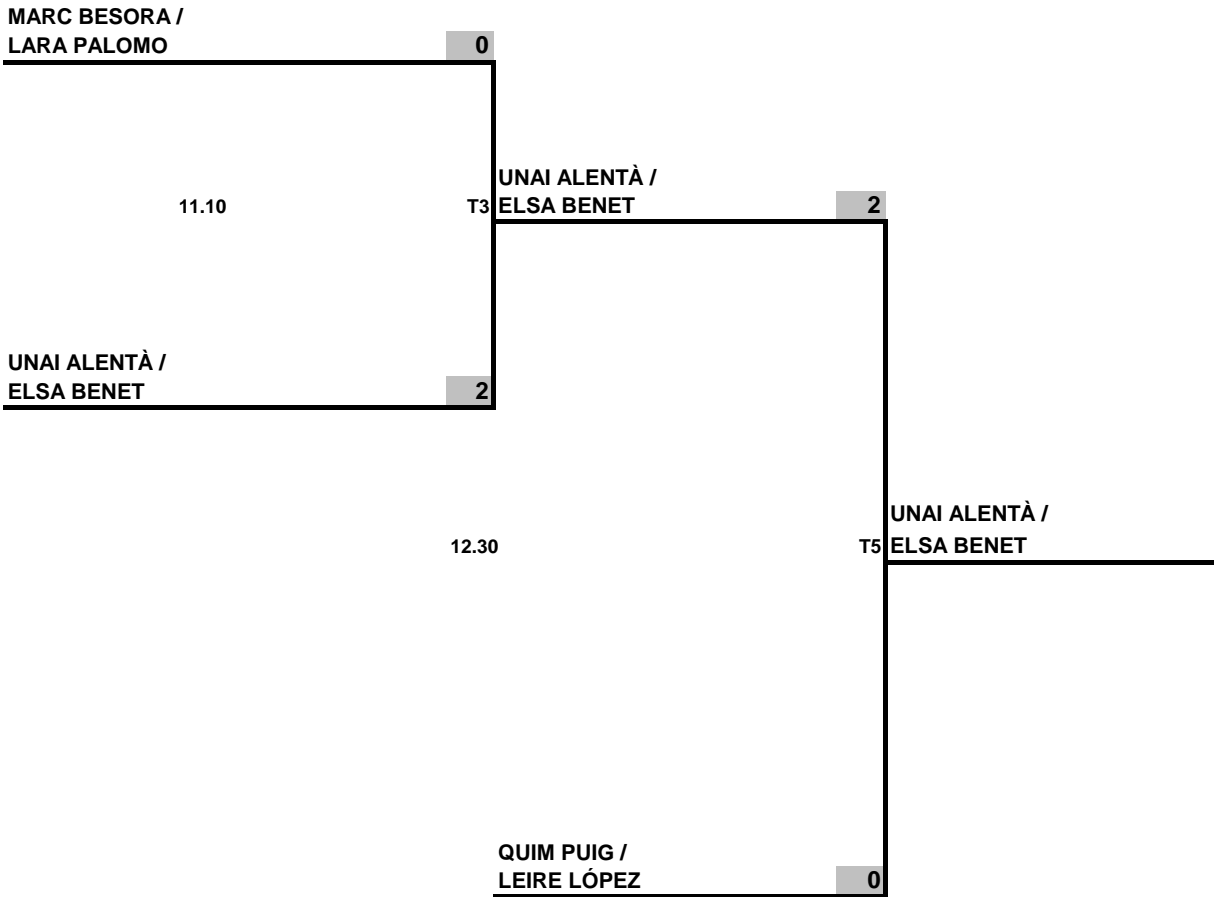 MARC BESORA /
LARA PALOMO 0
UNAI ALENTÀ /
11.10 T3 ELSA BENET 2
UNAI ALENTÀ /
ELSA BENET 2
UNAI ALENTÀ /
12.30 T5 ELSA BENET
QUIM PUIG /
LEIRE LÓPEZ 0